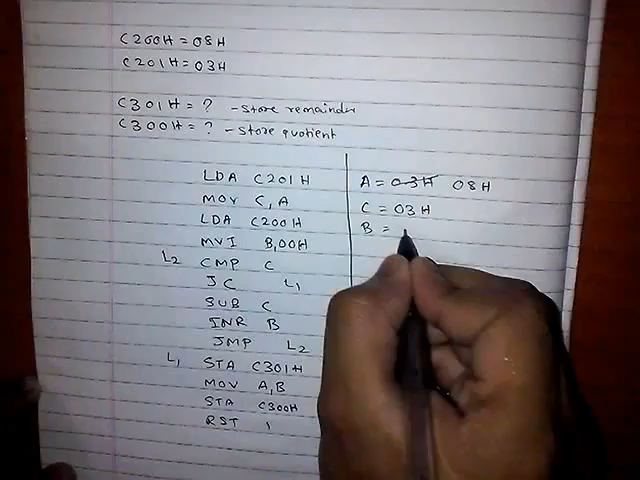 C200H = 08H
C201H = 03H
C301H = ? - Store remainder
C300H = ? - Store quotient
LDA C201H
MOV C, A
LDA C200H
MVI B, 00H
L2 CMP C
JC L1
SUB C
INR B
JMP L2
L1 STA C301H
MOV A, B
STA C300H
RST 1
A = 03H 08H
C = 03H
B =